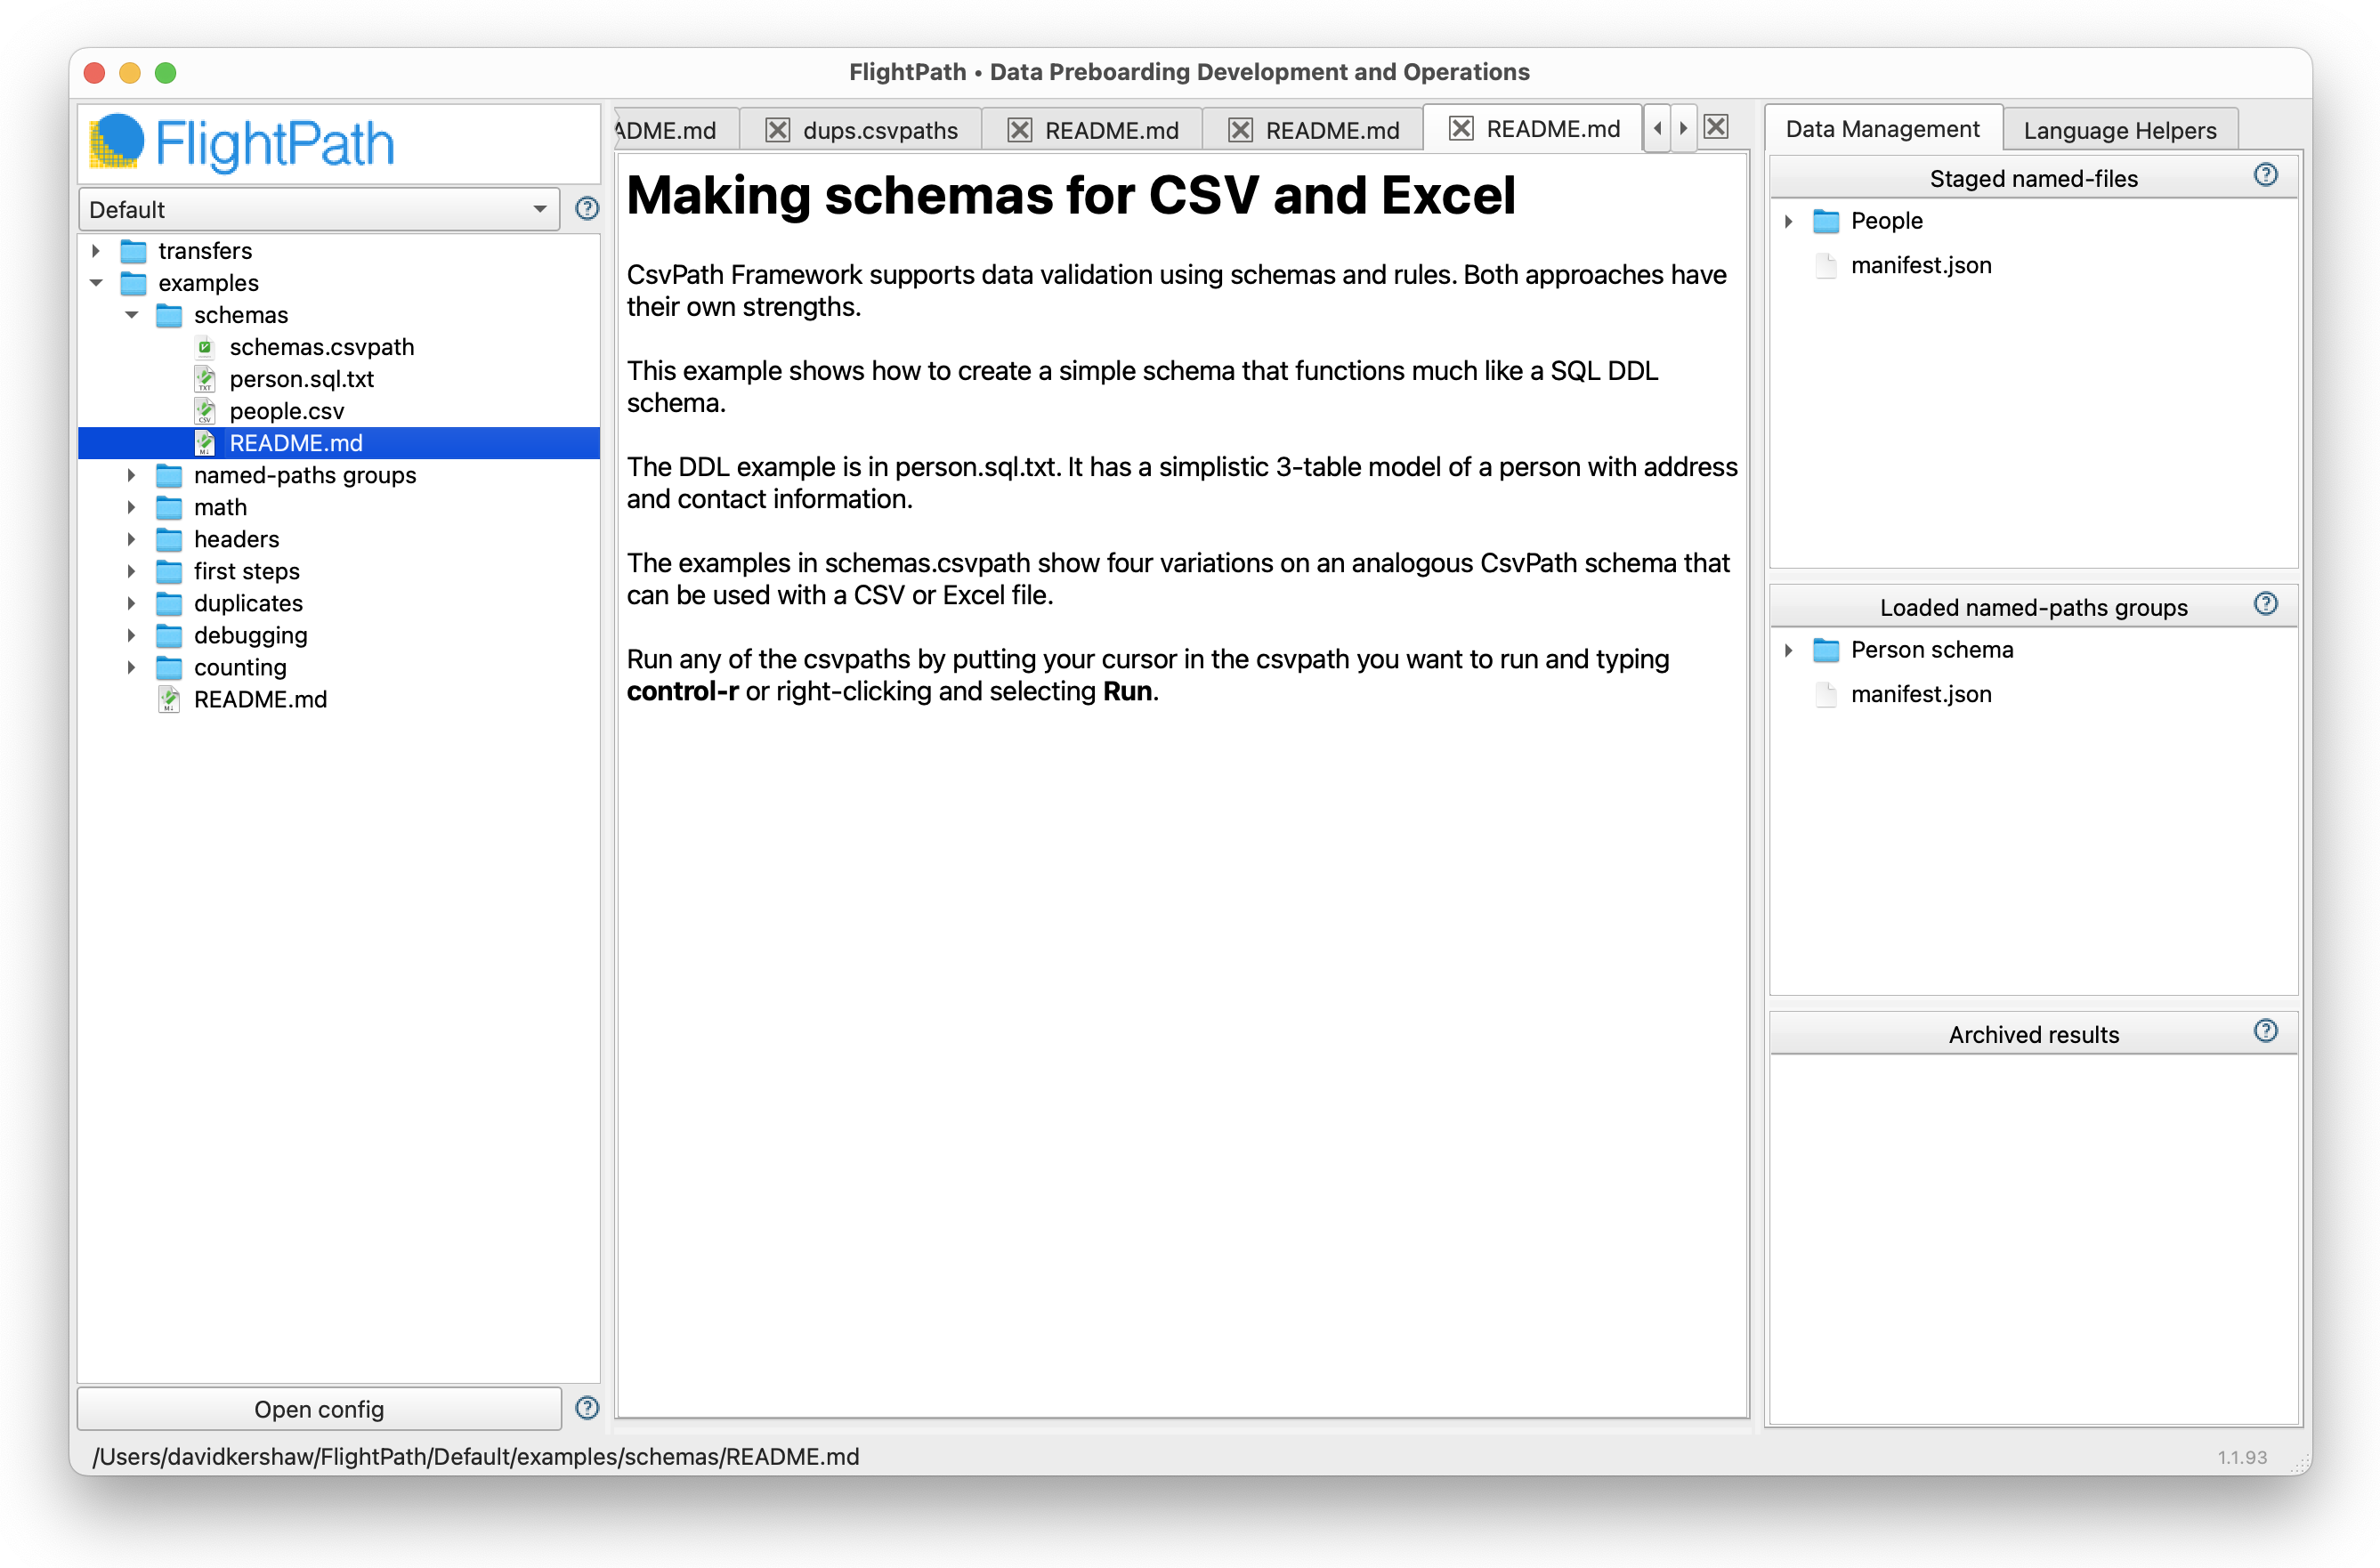 FlightPath • Data Preboarding Development and Operations
FlightPath
Default
transfers
examples
schemas
schemas.csvpath
person.sql.txt
people.csv
README.md
named-paths groups
math
headers
first steps
duplicates
debugging
counting
README.md
Open config
ADME.md
dups.csvpaths
README.md
README.md
README.md
Making schemas for CSV and Excel
CsvPath Framework supports data validation using schemas and rules. Both approaches have
their own strengths.
This example shows how to create a simple schema that functions much like a SQL DDL
schema.
The DDL example is in person.sql.txt. It has a simplistic 3-table model of a person with address
and contact information.
The examples in schemas.csvpath show four variations on an analogous CsvPath schema that
can be used with a CSV or Excel file.
Run any of the csvpaths by putting your cursor in the csvpath you want to run and typing
control-r or right-clicking and selecting Run.
Data Management
Language Helpers
Staged named-files
People
manifest.json
Loaded named-paths groups
Person schema
manifest.json
Archived results
/Users/davidkershaw/FlightPath/Default/examples/schemas/README.md
1.1.93